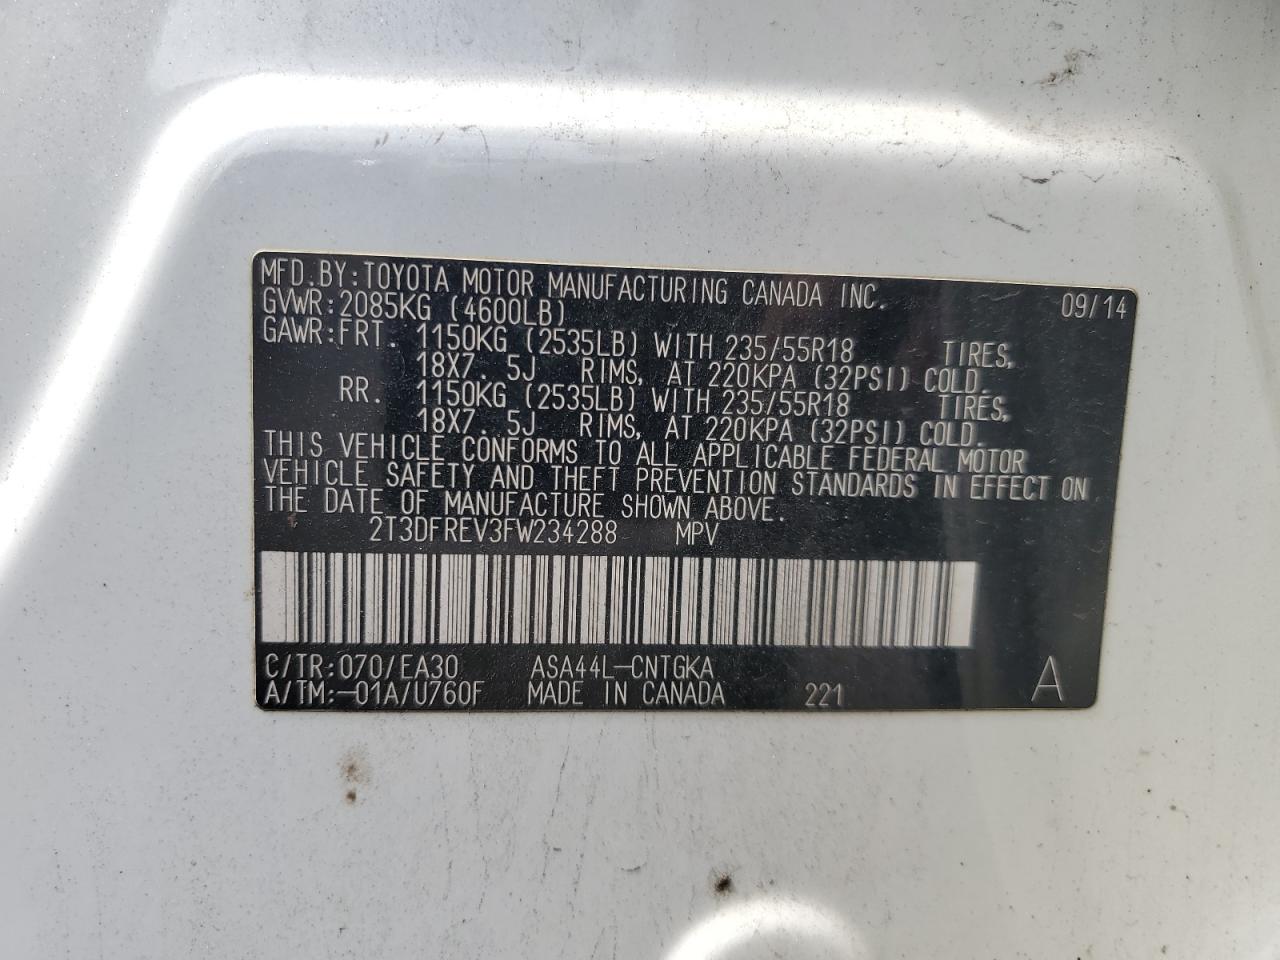 MFD.BY:TOYOTA MOTOR MANUFACTURING CANADA INC. 09/14
GVWR:2085KG (4600LB)
GAWR:FRT. 1150KG (2535LB) WITH 235/55R18 TIRES,
18X7. 5J RIMS, AT 220KPA (32PSI) COLD.
RR. 1150KG (2535LB) WITH 235/55R18 TIRES,
18X7. 5J RIMS, AT 220KPA (32PSI) COLD.
THIS VEHICLE CONFORMS TO ALL APPLICABLE FEDERAL MOTOR
VEHICLE SAFETY AND THEFT PREVENTION STANDARDS IN EFFECT ON
THE DATE OF MANUFACTURE SHOWN ABOVE.
2T3DFREV3FW234288 MPV
C/TR:070/EA30 ASA44L-CNTGKA A
A/TM:-01A/U760F MADE IN CANADA 221